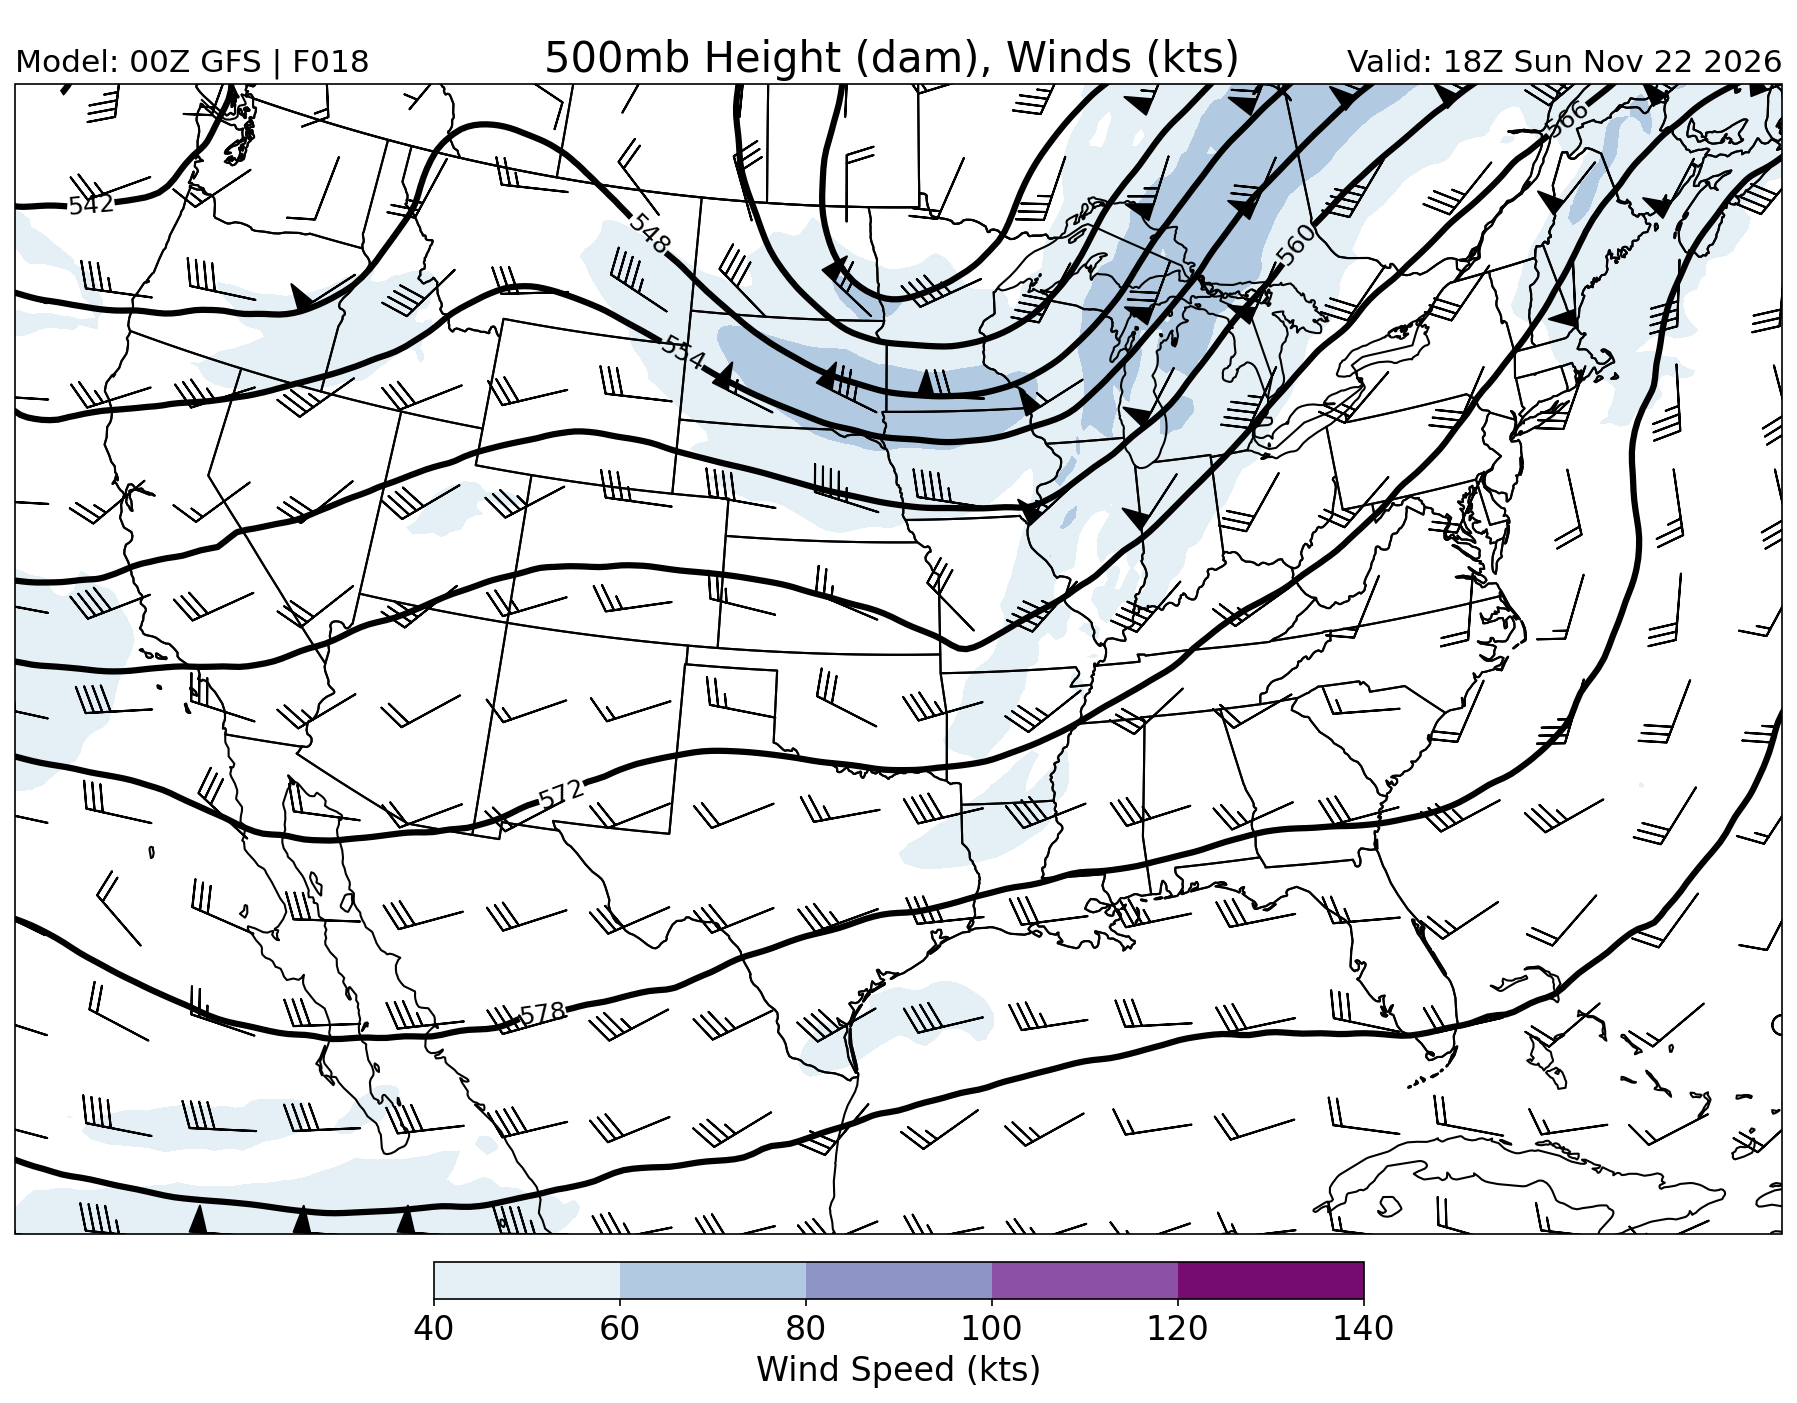 Model: 00Z GFS | F018
500mb Height (dam), Winds (kts)
Valid: 18Z Sun Nov 22 2026
566
542
548
560
554
572
578
40 60 80 100 120 140
Wind Speed (kts)